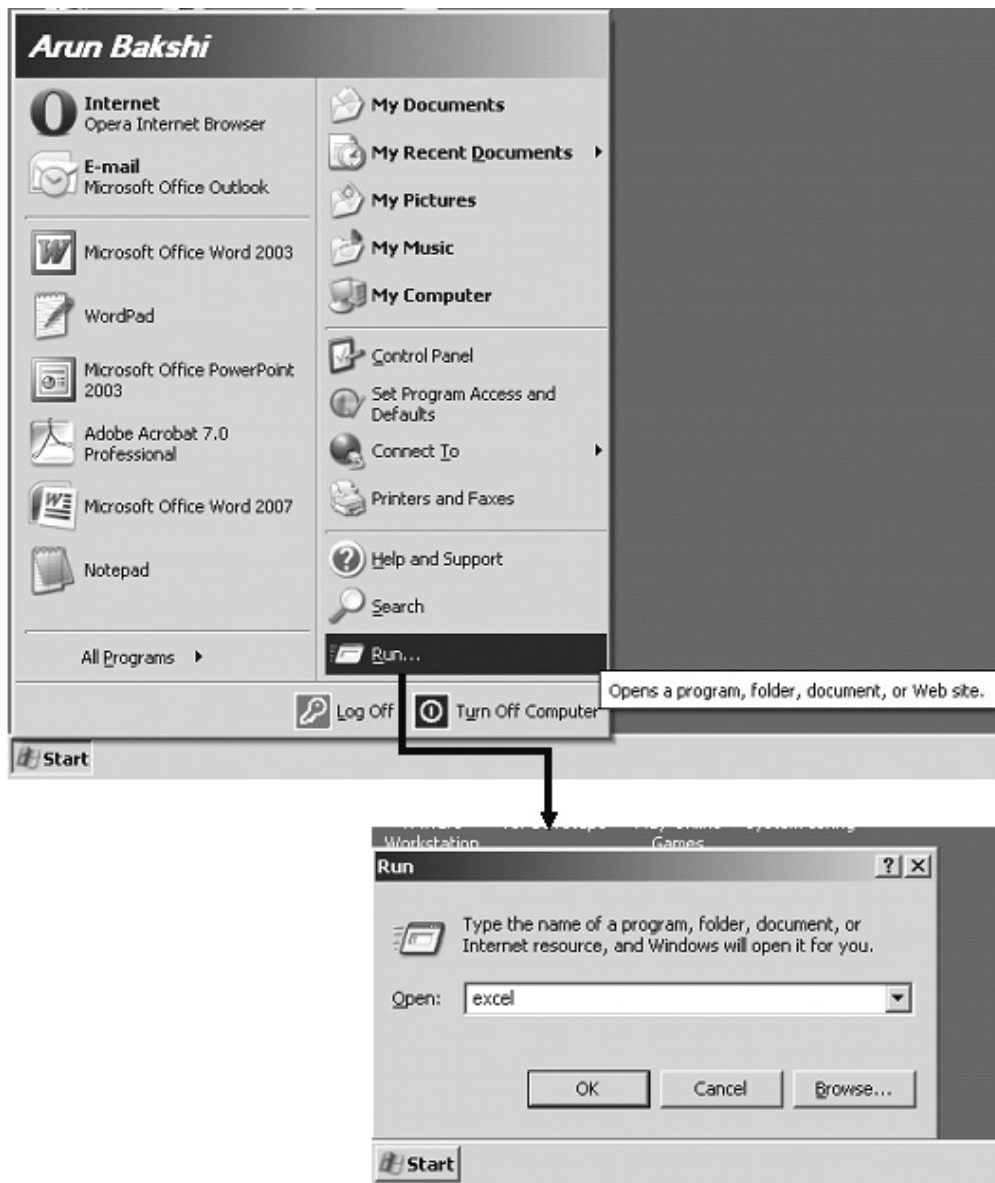 Arun Bakshi
Internet
Opera Internet Browser
E-mail
Microsoft Office Outlook
Microsoft Office Word 2003
WordPad
Microsoft Office PowerPoint
2003
Adobe Acrobat 7.0
Professional
Microsoft Office Word 2007
Notepad
All Programs
My Documents
My Recent Documents
My Pictures
My Music
My Computer
Control Panel
Set Program Access and
Defaults
Connect To
Printers and Faxes
Help and Support
Search
Run...
Opens a program, folder, document, or Web site.
Log Off
Turn Off Computer
Start
Workstation
Games
Run
Type the name of a program, folder, document, or
Internet resource, and Windows will open it for you.
Open:
excel
OK
Cancel
Browse...
Start